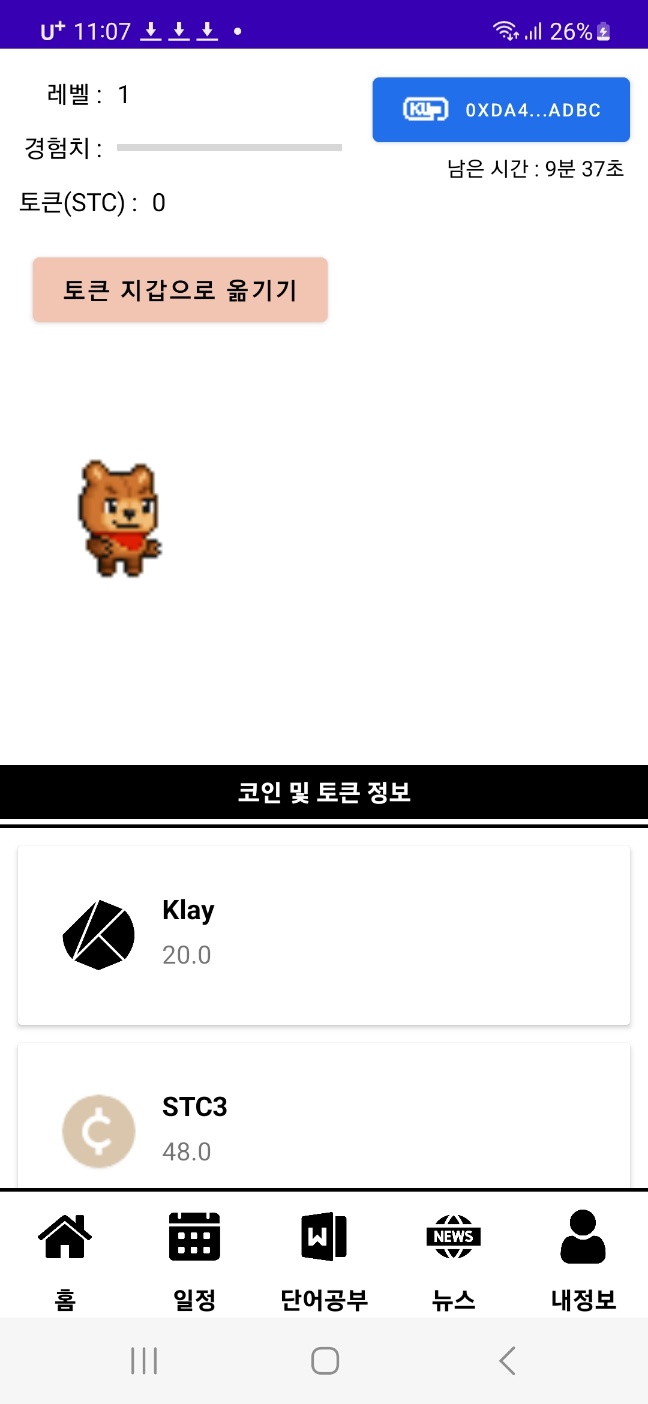 U+ 11:07 26%
레벨 : 1
KLIP 0XDA4...ADBC
경험치 :
남은 시간 : 9분 37초
토큰(STC) : 0
토큰 지갑으로 옮기기
코인 및 토큰 정보
Klay
20.0
STC3
48.0
W NEWS
홈 일정 단어공부 뉴스 내정보